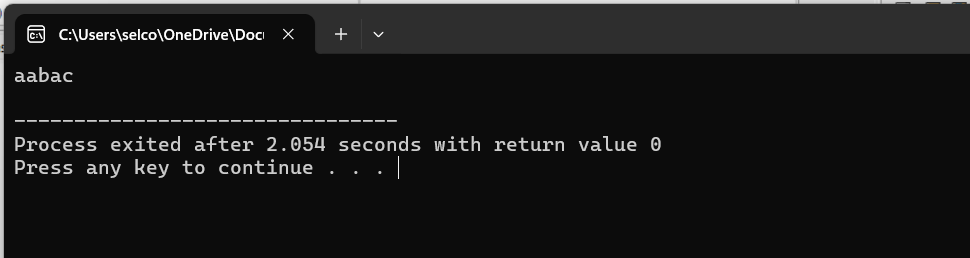 C:\Users\selco\OneDrive\Docu
aabac
--------------------------------
Process exited after 2.054 seconds with return value 0
Press any key to continue . . .